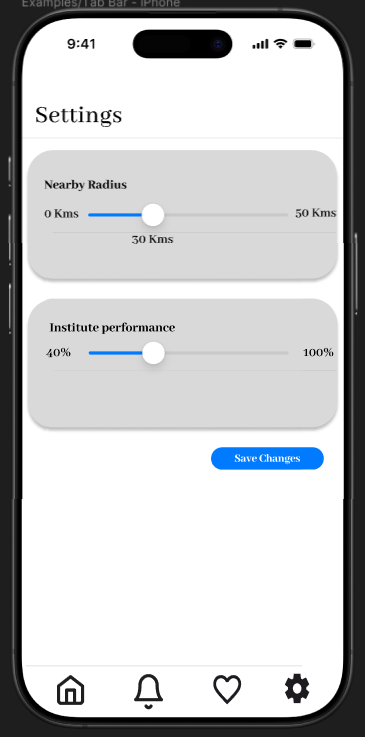 Examples/Tab Bar - iPhone
9:41
Settings
Nearby Radius
0 Kms
50 Kms
30 Kms
Institute performance
40%
100%
Save Changes